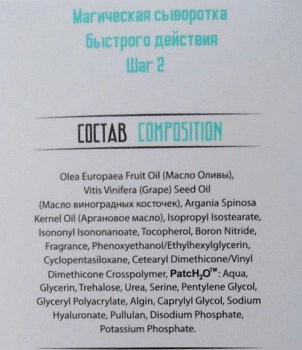 Магическая сыворотка
быстрого действия
Шаг 2
СОСТАВ COMPOSITION
Olea Europaea Fruit Oil (Масло Оливы),
Vitis Vinifera (Grape) Seed Oil
(Масло виноградных косточек), Argania Spinosa
Kernel Oil (Аргановое масло), Isopropyl Isostearate,
Isononyl Isononanoate, Tocopherol, Boron Nitride,
Fragrance, Phenoxyethanol/Ethylhexylglycerin,
Cyclopentasiloxane, Cetearyl Dimethicone/Vinyl
Dimethicone Crosspolymer, PatcH₂O™: Aqua,
Glycerin, Trehalose, Urea, Serine, Pentylene Glycol,
Glyceryl Polyacrylate, Algin, Caprylyl Glycol, Sodium
Hyaluronate, Pullulan, Disodium Phosphate,
Potassium Phosphate.